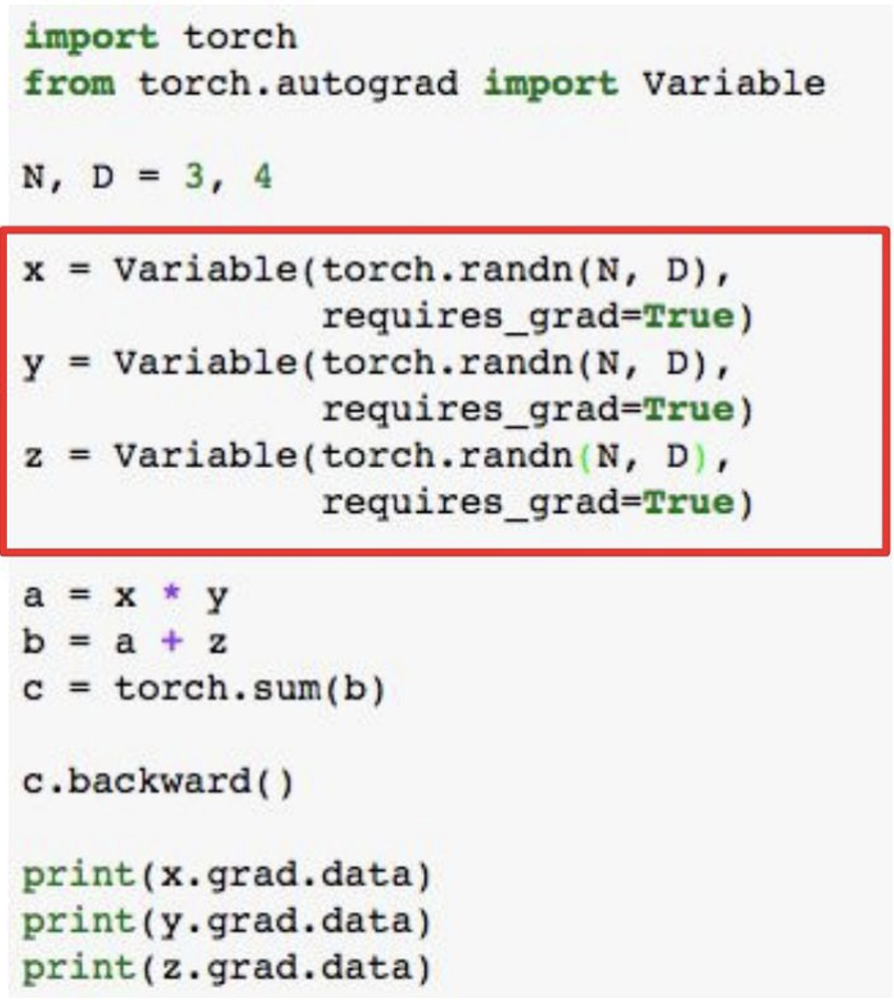 import torch
from torch.autograd import Variable
N, D = 3, 4
x = Variable(torch.randn(N, D),
requires_grad=True)
y = Variable(torch.randn(N, D),
requires_grad=True)
z = Variable(torch.randn(N, D),
requires_grad=True)
a = x * y
b = a + z
c = torch.sum(b)
c.backward()
print(x.grad.data)
print(y.grad.data)
print(z.grad.data)